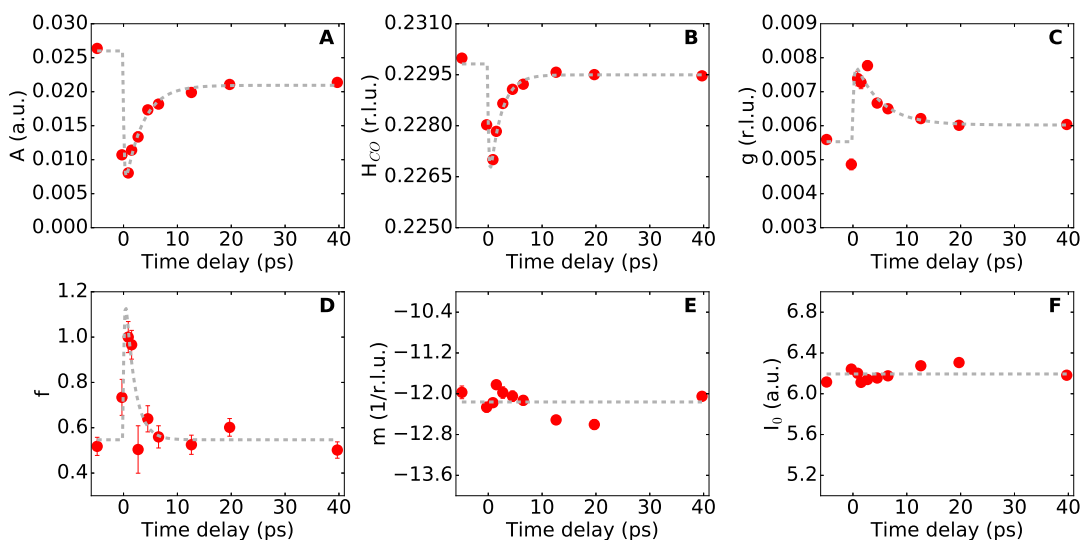 A
0.030
0.025
0.020
0.015
0.010
0.005
0.000
A (a.u.)
0 10 20 30 40
Time delay (ps)
B
0.2310
0.2295
0.2280
0.2265
0.2250
H_CO (r.l.u.)
0 10 20 30 40
Time delay (ps)
C
0.009
0.008
0.007
0.006
0.005
0.004
0.003
g (r.l.u.)
0 10 20 30 40
Time delay (ps)
D
1.2
1.0
0.8
0.6
0.4
f
0 10 20 30 40
Time delay (ps)
E
−10.4
−11.2
−12.0
−12.8
−13.6
m (1/r.l.u.)
0 10 20 30 40
Time delay (ps)
F
6.8
6.4
6.0
5.6
5.2
I_0 (a.u.)
0 10 20 30 40
Time delay (ps)